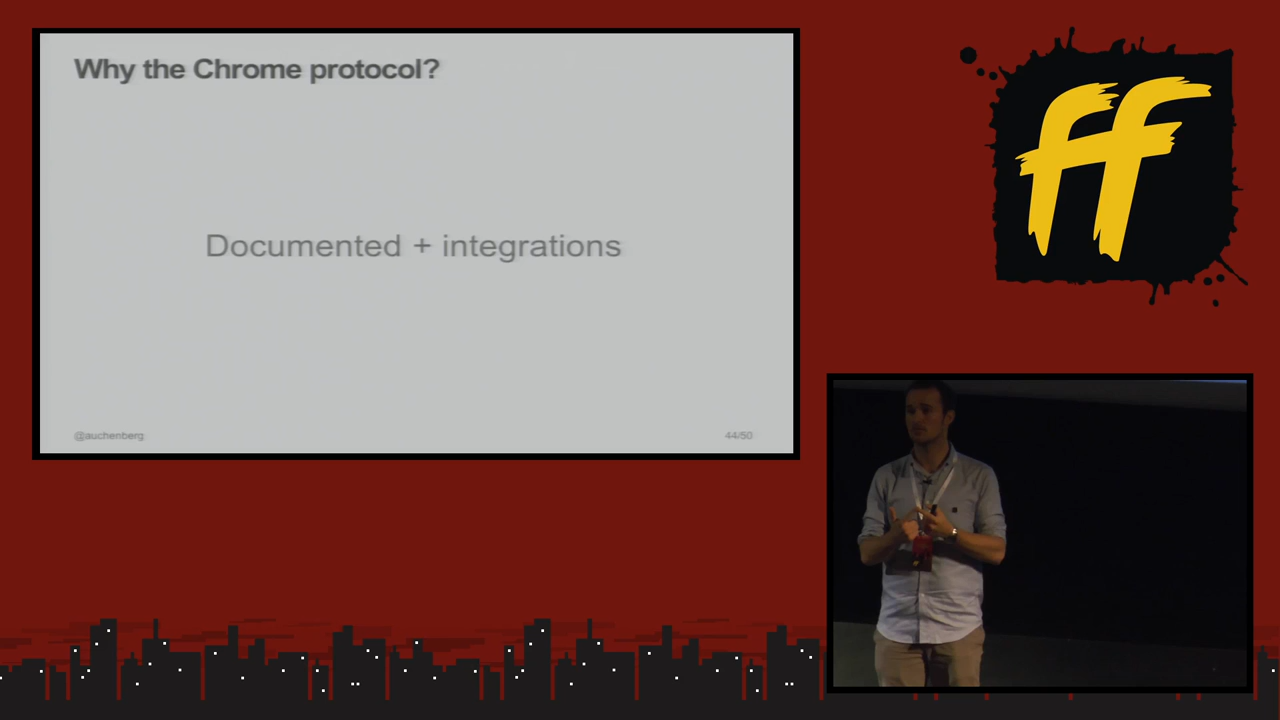 Why the Chrome protocol?
Documented + integrations
@auchenberg
44/50
ff